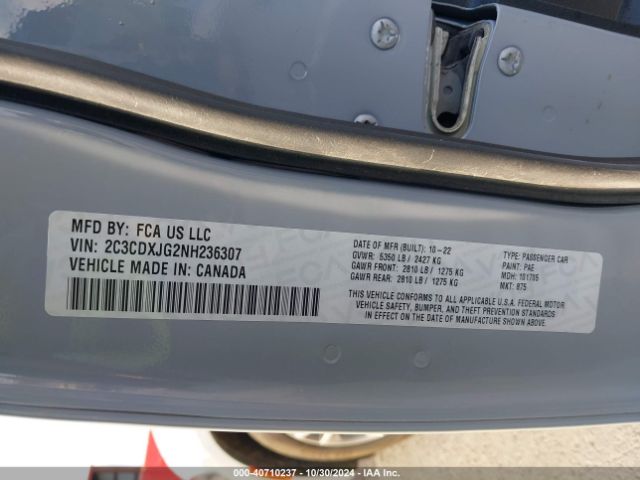 MFD BY: FCA US LLC
VIN: 2C3CDXJG2NH236307
VEHICLE MADE IN: CANADA
DATE OF MFR (BUILT): 10-22
GVWR: 5350 LB / 2427 KG
GAWR FRONT: 2810 LB / 1275 KG
GAWR REAR: 2810 LB / 1275 KG
TYPE: PASSENGER CAR
PAINT: PAE
MDH: 101705
MKT: 875
THIS VEHICLE CONFORMS TO ALL APPLICABLE U.S.A. FEDERAL MOTOR
VEHICLE SAFETY, BUMPER, AND THEFT PREVENTION STANDARDS
IN EFFECT ON THE DATE OF MANUFACTURE SHOWN ABOVE.
000-40710237 - 10/30/2024 - IAA Inc.